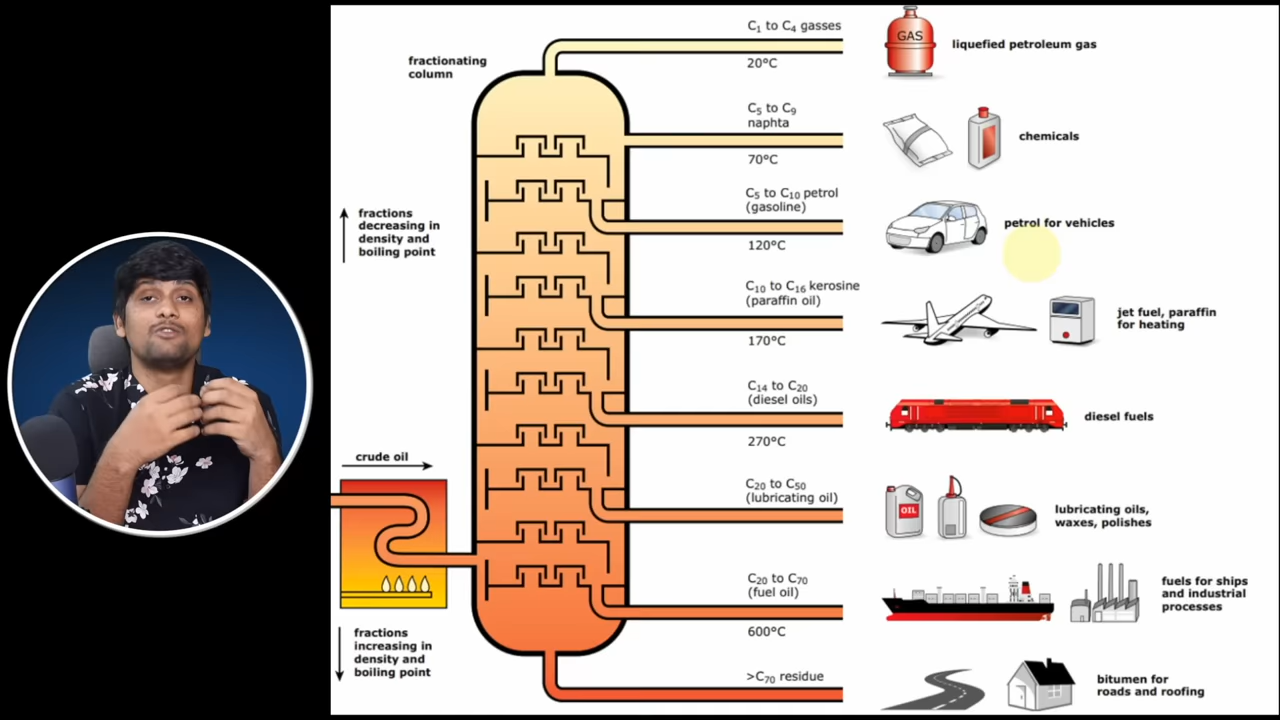 C₁ to C₄ gasses
20°C
GAS
liquefied petroleum gas
fractionating
column
C₅ to C₉
naphta
70°C
chemicals
C₅ to C₁₀ petrol
(gasoline)
120°C
petrol for vehicles
fractions
decreasing in
density and
boiling point
C₁₀ to C₁₆ kerosine
(paraffin oil)
170°C
jet fuel, paraffin
for heating
C₁₄ to C₂₀
(diesel oils)
270°C
diesel fuels
crude oil
C₂₀ to C₅₀
(lubricating oil)
OIL
lubricating oils,
waxes, polishes
C₂₀ to C₇₀
(fuel oil)
600°C
fuels for ships
and industrial
processes
fractions
increasing in
density and
boiling point
>C₇₀ residue
bitumen for
roads and roofing